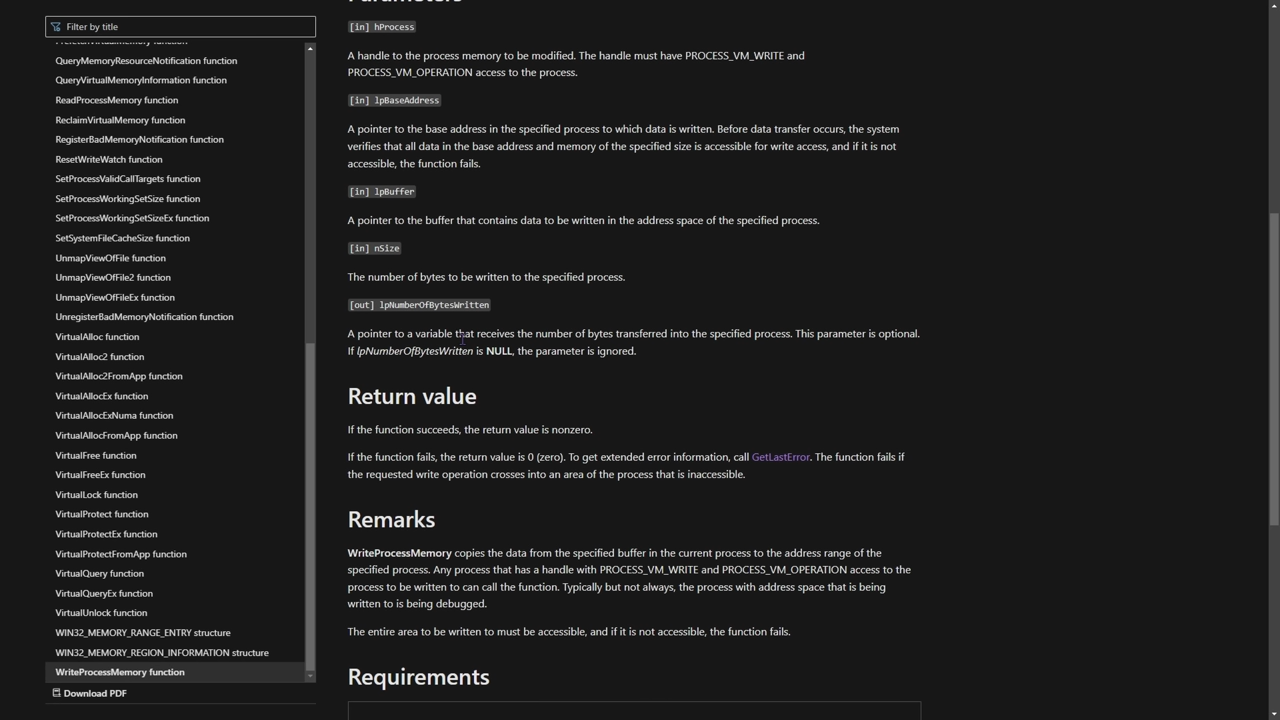 Filter by title
PrefetchVirtualMemory function
QueryMemoryResourceNotification function
QueryVirtualMemoryInformation function
ReadProcessMemory function
ReclaimVirtualMemory function
RegisterBadMemoryNotification function
ResetWriteWatch function
SetProcessValidCallTargets function
SetProcessWorkingSetSize function
SetProcessWorkingSetSizeEx function
SetSystemFileCacheSize function
UnmapViewOfFile function
UnmapViewOfFile2 function
UnmapViewOfFileEx function
UnregisterBadMemoryNotification function
VirtualAlloc function
VirtualAlloc2 function
VirtualAlloc2FromApp function
VirtualAllocEx function
VirtualAllocExNuma function
VirtualAllocFromApp function
VirtualFree function
VirtualFreeEx function
VirtualLock function
VirtualProtect function
VirtualProtectEx function
VirtualProtectFromApp function
VirtualQuery function
VirtualQueryEx function
VirtualUnlock function
WIN32_MEMORY_RANGE_ENTRY structure
WIN32_MEMORY_REGION_INFORMATION structure
WriteProcessMemory function
Download PDF
Parameters
[in] hProcess
A handle to the process memory to be modified. The handle must have PROCESS_VM_WRITE and
PROCESS_VM_OPERATION access to the process.
[in] lpBaseAddress
A pointer to the base address in the specified process to which data is written. Before data transfer occurs, the system
verifies that all data in the base address and memory of the specified size is accessible for write access, and if it is not
accessible, the function fails.
[in] lpBuffer
A pointer to the buffer that contains data to be written in the address space of the specified process.
[in] nSize
The number of bytes to be written to the specified process.
[out] lpNumberOfBytesWritten
A pointer to a variable that receives the number of bytes transferred into the specified process. This parameter is optional.
If lpNumberOfBytesWritten is NULL, the parameter is ignored.
Return value
If the function succeeds, the return value is nonzero.
If the function fails, the return value is 0 (zero). To get extended error information, call GetLastError. The function fails if
the requested write operation crosses into an area of the process that is inaccessible.
Remarks
WriteProcessMemory copies the data from the specified buffer in the current process to the address range of the
specified process. Any process that has a handle with PROCESS_VM_WRITE and PROCESS_VM_OPERATION access to the
process to be written to can call the function. Typically but not always, the process with address space that is being
written to is being debugged.
The entire area to be written to must be accessible, and if it is not accessible, the function fails.
Requirements